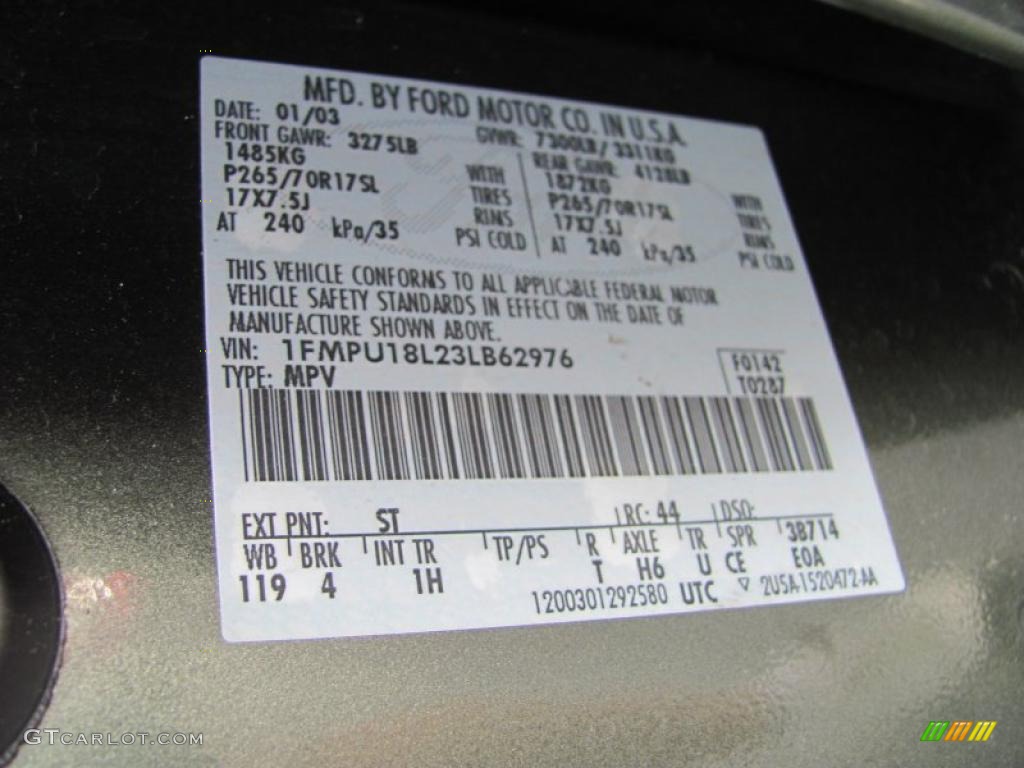 MFD. BY FORD MOTOR CO. IN U.S.A.
DATE: 01/03 GVWR: 7300LB/ 3311KG
FRONT GAWR: 3275LB REAR GAWR: 4128LB
1485KG WITH 1872KG WITH
P265/70R17SL TIRES P265/70R17SL TIRES
17X7.5J RIMS 17X7.5J RIMS
AT 240 kPa/35 PSI COLD AT 240 kPa/35 PSI COLD
THIS VEHICLE CONFORMS TO ALL APPLICABLE FEDERAL MOTOR
VEHICLE SAFETY STANDARDS IN EFFECT ON THE DATE OF
MANUFACTURE SHOWN ABOVE.
VIN: 1FMPU18L23LB62976 F0142
TYPE: MPV T0287
EXT PNT: ST RC: 44 DSO:
WB BRK INT TR TP/PS R AXLE TR SPR 38714
119 4 1H T H6 U CE E0A
1200301292580 UTC ▽ 2U5A-1520472-AA
GTCARLOT.COM